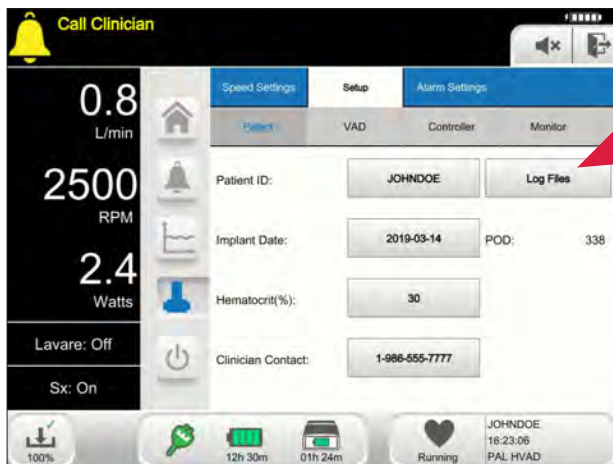 Call Clinician
0.8
L/min
2500
RPM
2.4
Watts
Lavare: Off
Sx: On
Speed Settings Setup Alarm Settings
Patient VAD Controller Monitor
Patient ID: JOHNDOE Log Files
Implant Date: 2019-03-14 POD: 338
Hematocrit(%): 30
Clinician Contact: 1-986-555-7777
100%
12h 30m
01h 24m
Running
JOHNDOE
16:23:06
PAL HVAD